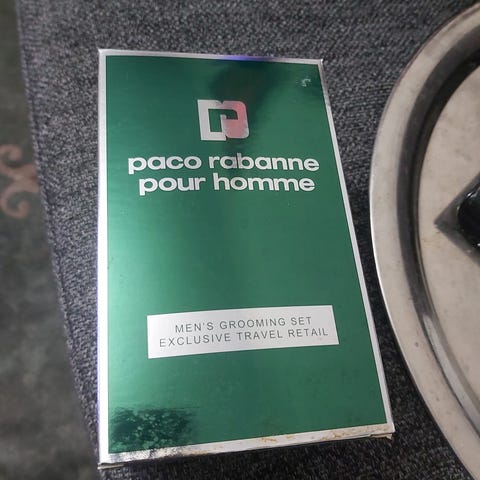 paco rabanne
pour homme
MEN'S GROOMING SET
EXCLUSIVE TRAVEL RETAIL